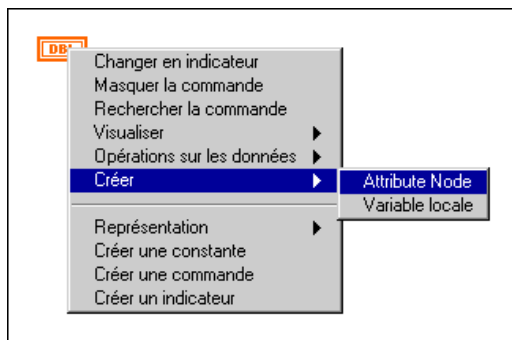 DBL
Changer en indicateur
Masquer la commande
Rechercher la commande
Visualiser
Opérations sur les données
Créer
Attribute Node
Variable locale
Représentation
Créer une constante
Créer une commande
Créer un indicateur